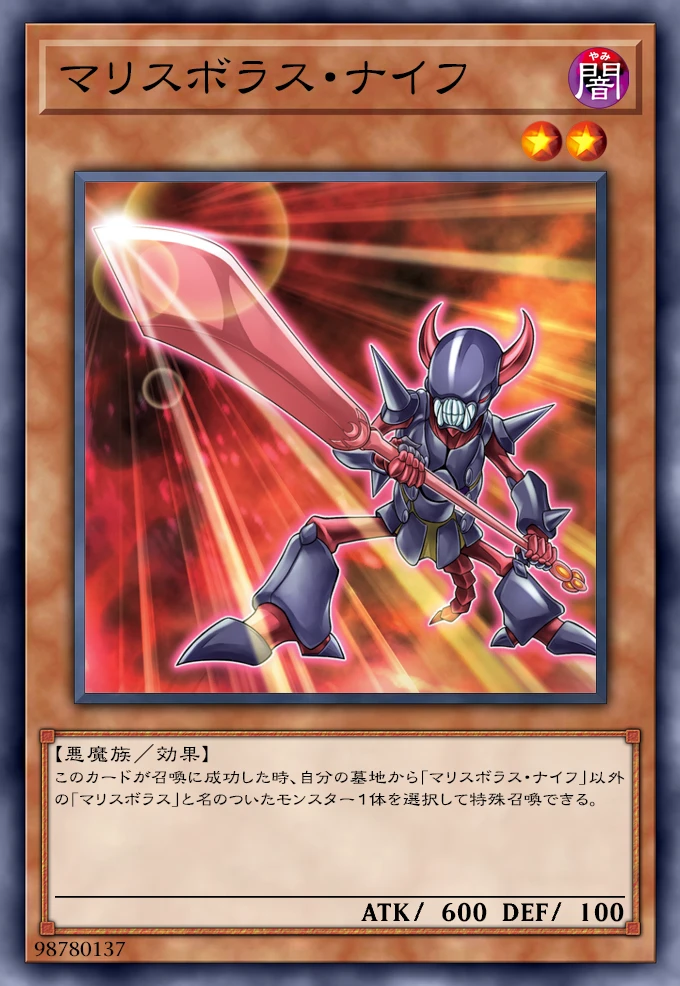 マリスボラス・ナイフ
やみ
闇
【悪魔族／効果】
このカードが召喚に成功した時、自分の墓地から「マリスボラス・ナイフ」以外
の「マリスボラス」と名のついたモンスター１体を選択して特殊召喚できる。
ATK/ 600 DEF/ 100
98780137